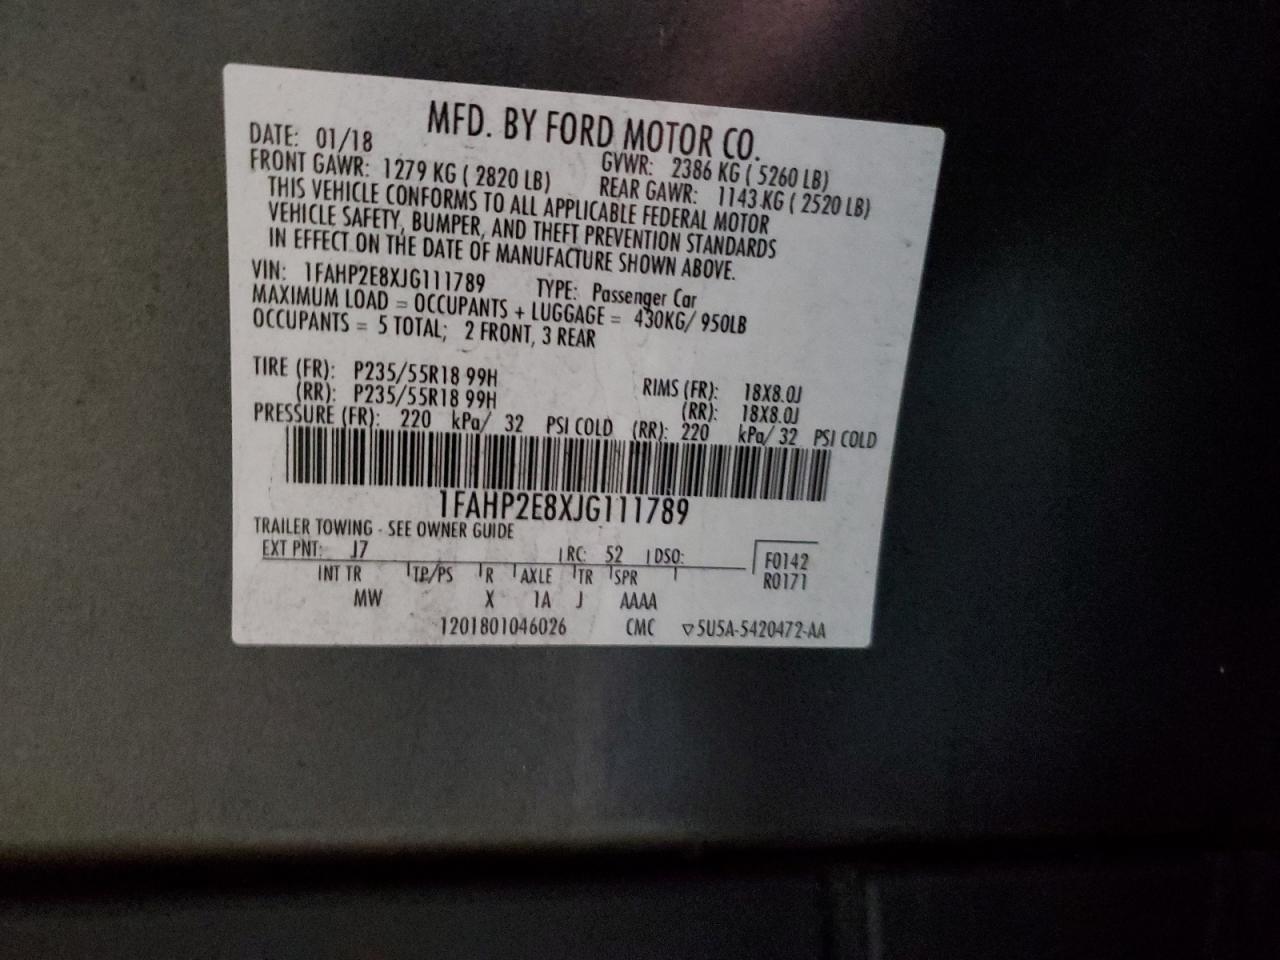 MFD. BY FORD MOTOR CO.
DATE: 01/18 GVWR: 2386 KG ( 5260 LB)
FRONT GAWR: 1279 KG ( 2820 LB) REAR GAWR: 1143 KG ( 2520 LB)
THIS VEHICLE CONFORMS TO ALL APPLICABLE FEDERAL MOTOR
VEHICLE SAFETY, BUMPER, AND THEFT PREVENTION STANDARDS
IN EFFECT ON THE DATE OF MANUFACTURE SHOWN ABOVE.
VIN: 1FAHP2E8XJG111789 TYPE: Passenger Car
MAXIMUM LOAD = OCCUPANTS + LUGGAGE = 430KG/ 950LB
OCCUPANTS = 5 TOTAL; 2 FRONT, 3 REAR
TIRE (FR): P235/55R18 99H RIMS (FR): 18X8.0J
(RR): P235/55R18 99H (RR): 18X8.0J
PRESSURE (FR): 220 kPa/ 32 PSI COLD (RR): 220 kPa/ 32 PSI COLD
1FAHP2E8XJG111789
TRAILER TOWING - SEE OWNER GUIDE
EXT PNT: J7 RC: 52 DSO: F0142
INT TR TP/PS R AXLE TR SPR R0171
MW X 1A J AAAA
1201801046026 CMC ▽5U5A-5420472-AA